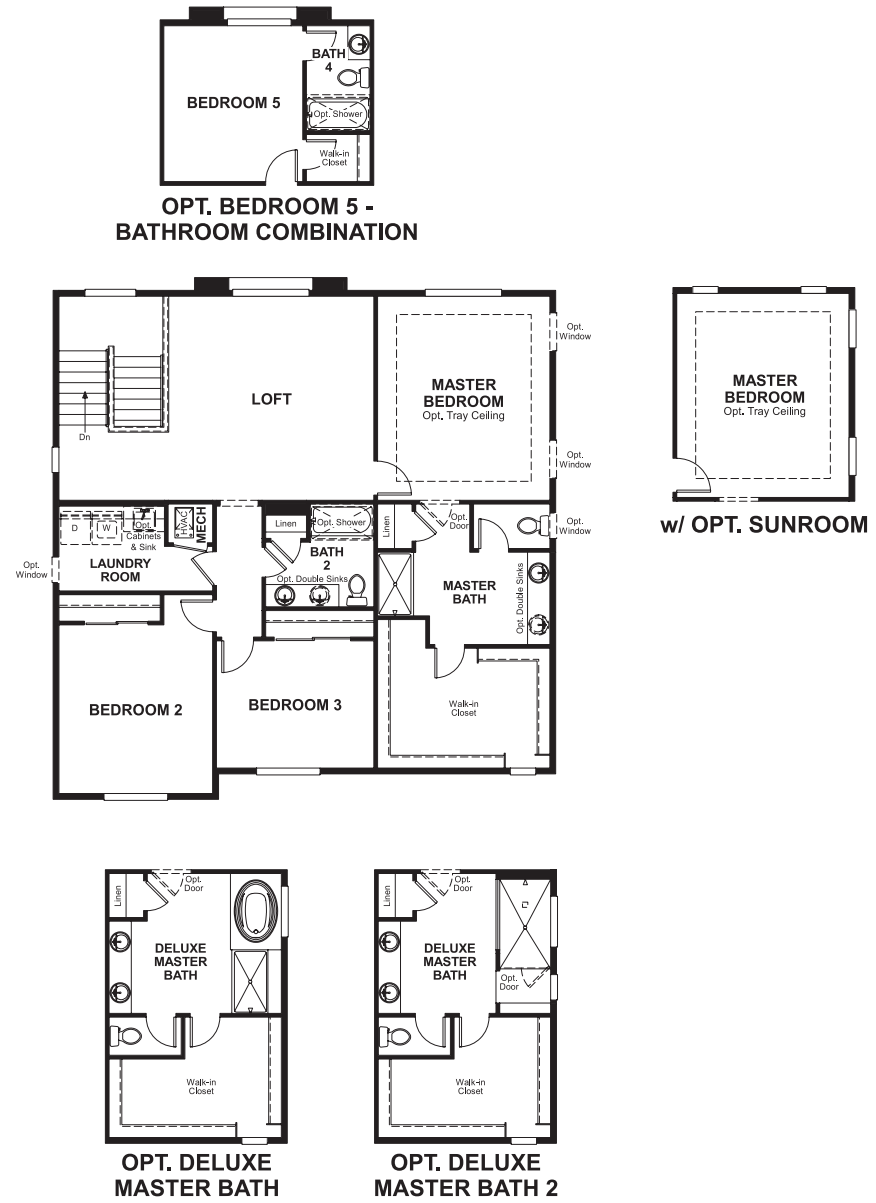 BATH
4
BEDROOM 5
Opt. Shower
Walk-in
Closet
OPT. BEDROOM 5 -
BATHROOM COMBINATION
LOFT
Dn
MASTER
BEDROOM
Opt. Tray Ceiling
Opt.
Window
Opt.
Window
MASTER
BEDROOM
Opt. Tray Ceiling
w/ OPT. SUNROOM
D
W
Opt.
Cabinets
& Sink
HVAC
MECH
LAUNDRY
ROOM
Opt.
Window
Linen
Opt. Shower
BATH
2
Opt. Double Sinks
Linen
Opt.
Door
Opt.
Window
MASTER
BATH
Opt. Double Sinks
BEDROOM 2
BEDROOM 3
Walk-in
Closet
Linen
Opt.
Door
DELUXE
MASTER
BATH
Walk-in
Closet
OPT. DELUXE
MASTER BATH
Linen
Opt.
Door
DELUXE
MASTER
BATH
Opt.
Door
Walk-in
Closet
OPT. DELUXE
MASTER BATH 2